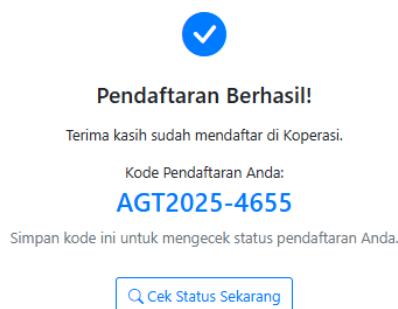 Pendaftaran Berhasil!
Terima kasih sudah mendaftar di Koperasi.
Kode Pendaftaran Anda:
AGT2025-4655
Simpan kode ini untuk mengecek status pendaftaran Anda.
Cek Status Sekarang